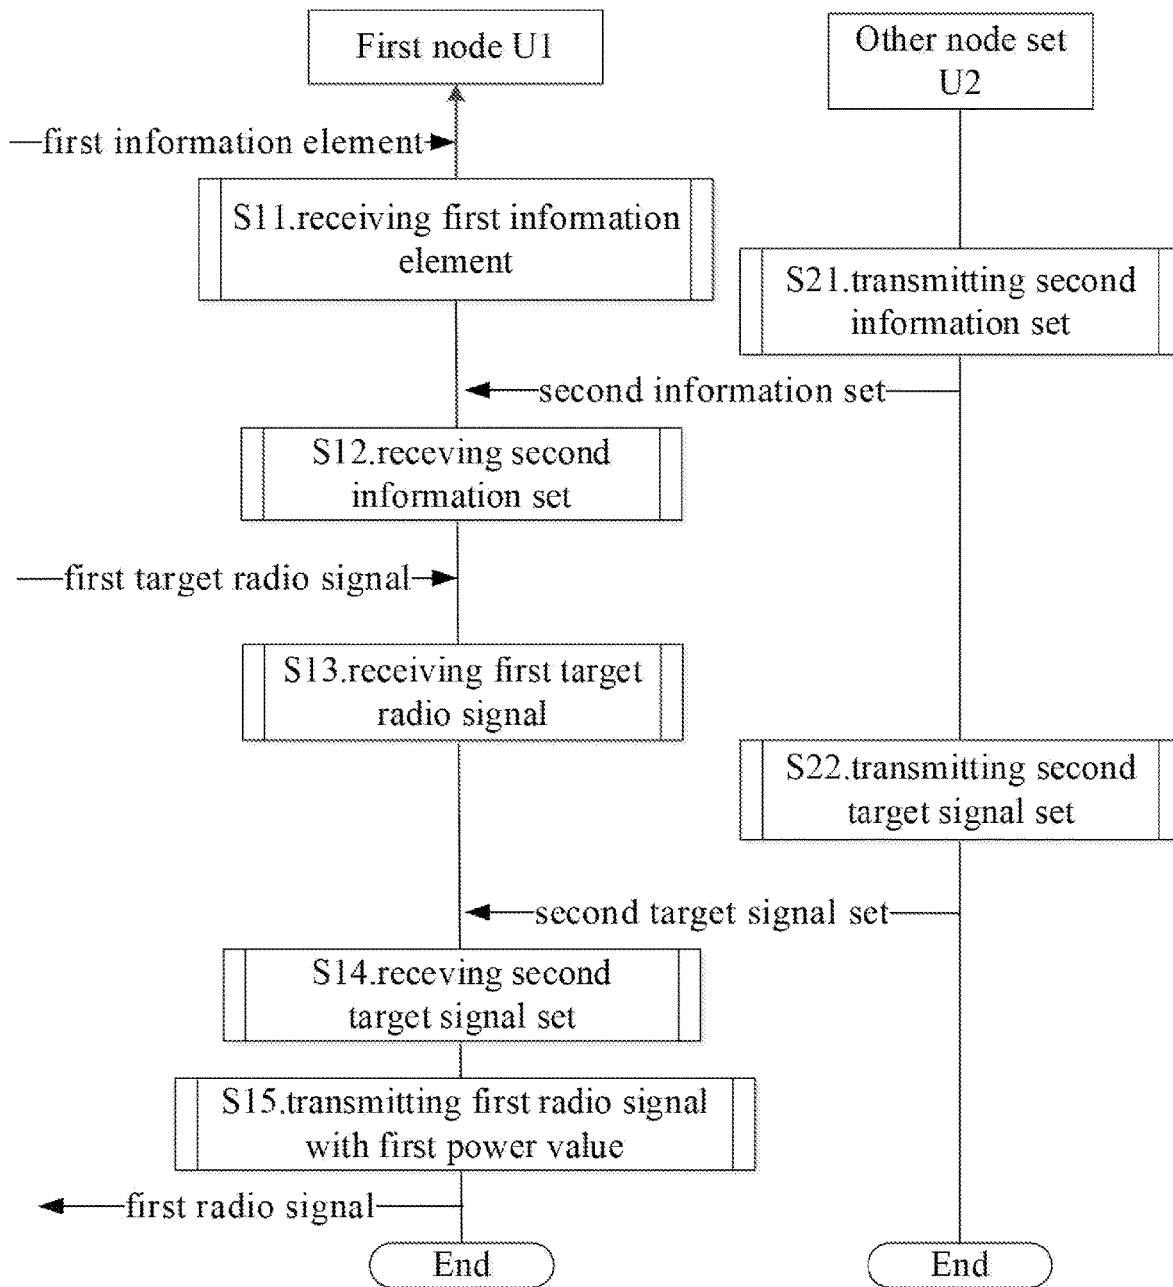 First node U1
Other node set
U2
first information element
S11.receiving first information
element
S21.transmitting second
information set
second information set
S12.receving second
information set
first target radio signal
S13.receiving first target
radio signal
S22.transmitting second
target signal set
second target signal set
S14.receving second
target signal set
S15.transmitting first radio signal
with first power value
first radio signal
End
End